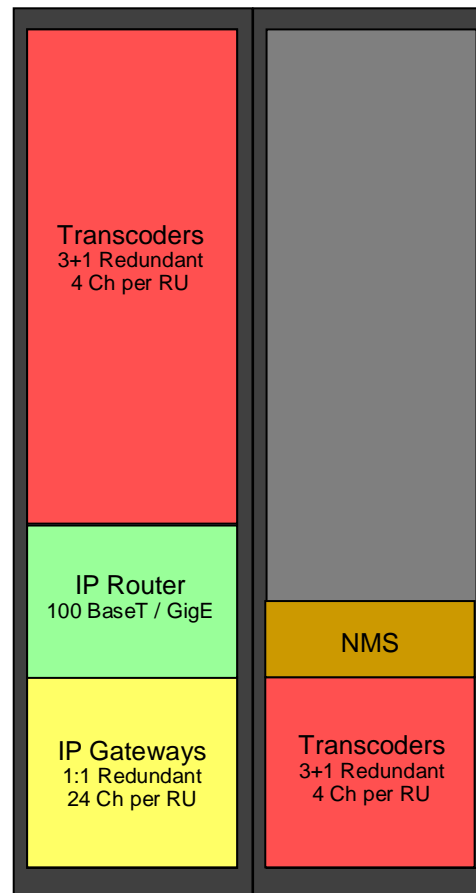 Transcoders
3+1 Redundant
4 Ch per RU
IP Router
100 BaseT / GigE
IP Gateways
1:1 Redundant
24 Ch per RU
NMS
Transcoders
3+1 Redundant
4 Ch per RU